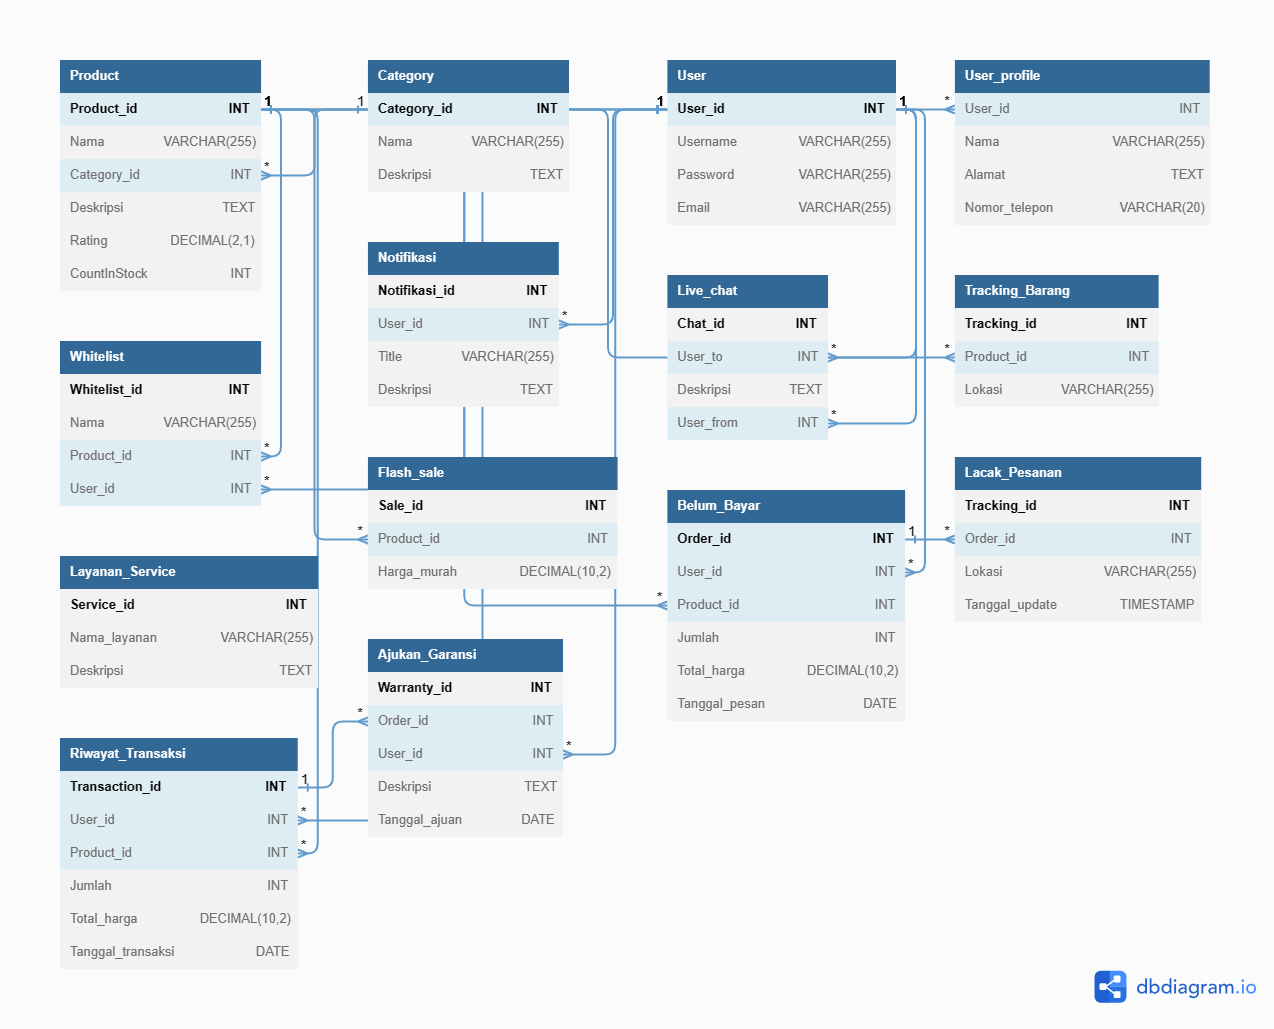 Product
Product_id INT
Nama VARCHAR(255)
Category_id INT
Deskripsi TEXT
Rating DECIMAL(2,1)
CountInStock INT
1
*
Category
Category_id INT
Nama VARCHAR(255)
Deskripsi TEXT
1
User
User_id INT
Username VARCHAR(255)
Password VARCHAR(255)
Email VARCHAR(255)
1
1
User_profile
User_id INT
Nama VARCHAR(255)
Alamat TEXT
Nomor_telepon VARCHAR(20)
*
Notifikasi
Notifikasi_id INT
User_id INT
Title VARCHAR(255)
Deskripsi TEXT
*
Live_chat
Chat_id INT
User_to INT
Deskripsi TEXT
User_from INT
*
*
Tracking_Barang
Tracking_id INT
Product_id INT
Lokasi VARCHAR(255)
*
Whitelist
Whitelist_id INT
Nama VARCHAR(255)
Product_id INT
User_id INT
*
*
Flash_sale
Sale_id INT
Product_id INT
Harga_murah DECIMAL(10,2)
*
Belum_Bayar
Order_id INT
User_id INT
Product_id INT
Jumlah INT
Total_harga DECIMAL(10,2)
Tanggal_pesan DATE
1
*
*
Lacak_Pesanan
Tracking_id INT
Order_id INT
Lokasi VARCHAR(255)
Tanggal_update TIMESTAMP
*
Layanan_Service
Service_id INT
Nama_layanan VARCHAR(255)
Deskripsi TEXT
Ajukan_Garansi
Warranty_id INT
Order_id INT
User_id INT
Deskripsi TEXT
Tanggal_ajuan DATE
*
*
Riwayat_Transaksi
Transaction_id INT
User_id INT
Product_id INT
Jumlah INT
Total_harga DECIMAL(10,2)
Tanggal_transaksi DATE
1
*
*
dbdiagram.io